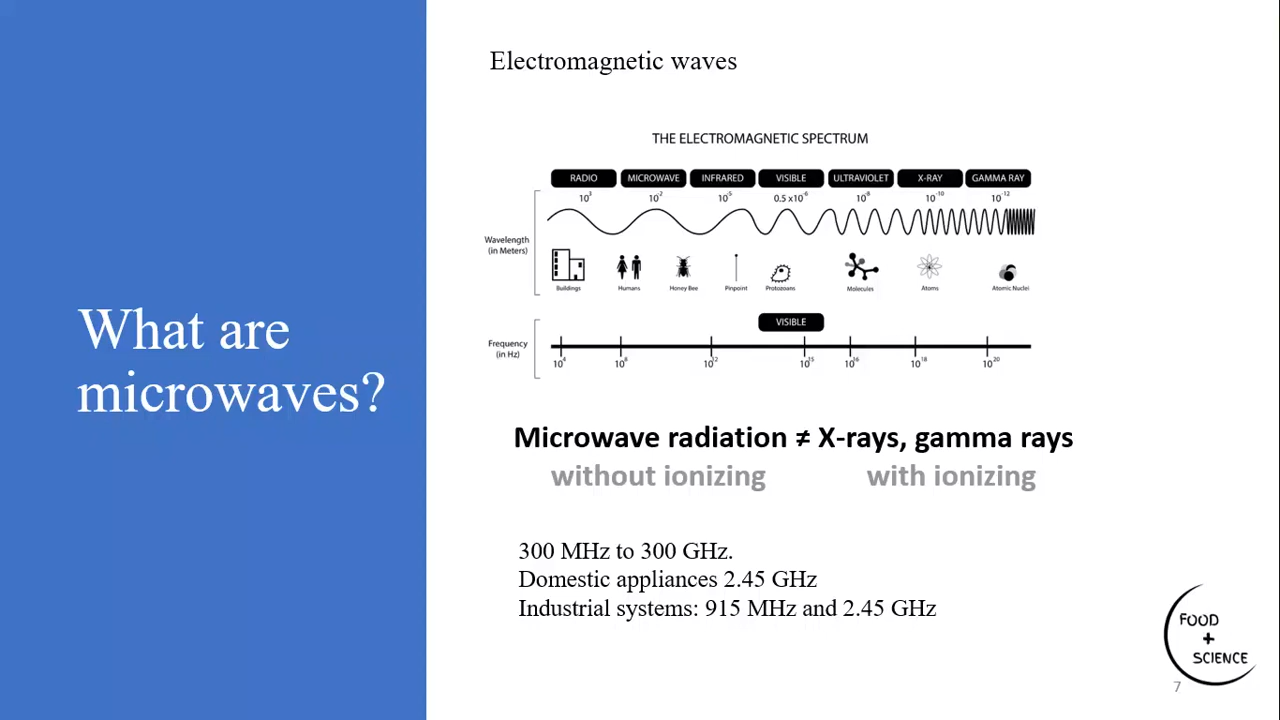 What are
microwaves?
Electromagnetic waves
THE ELECTROMAGNETIC SPECTRUM
RADIO MICROWAVE INFRARED VISIBLE ULTRAVIOLET X-RAY GAMMA RAY
10³ 10⁻² 10⁻⁵ 0.5 x10⁻⁶ 10⁻⁸ 10⁻¹⁰ 10⁻¹²
Wavelength
(in Meters)
Buildings Humans Honey Bee Pinpoint Protozoans Molecules Atoms Atomic Nuclei
VISIBLE
Frequency
(in Hz)
10⁴ 10⁸ 10¹² 10¹⁵ 10¹⁶ 10¹⁸ 10²⁰
Microwave radiation ≠ X-rays, gamma rays
without ionizing with ionizing
300 MHz to 300 GHz.
Domestic appliances 2.45 GHz
Industrial systems: 915 MHz and 2.45 GHz
FOOD
+
SCIENCE
7